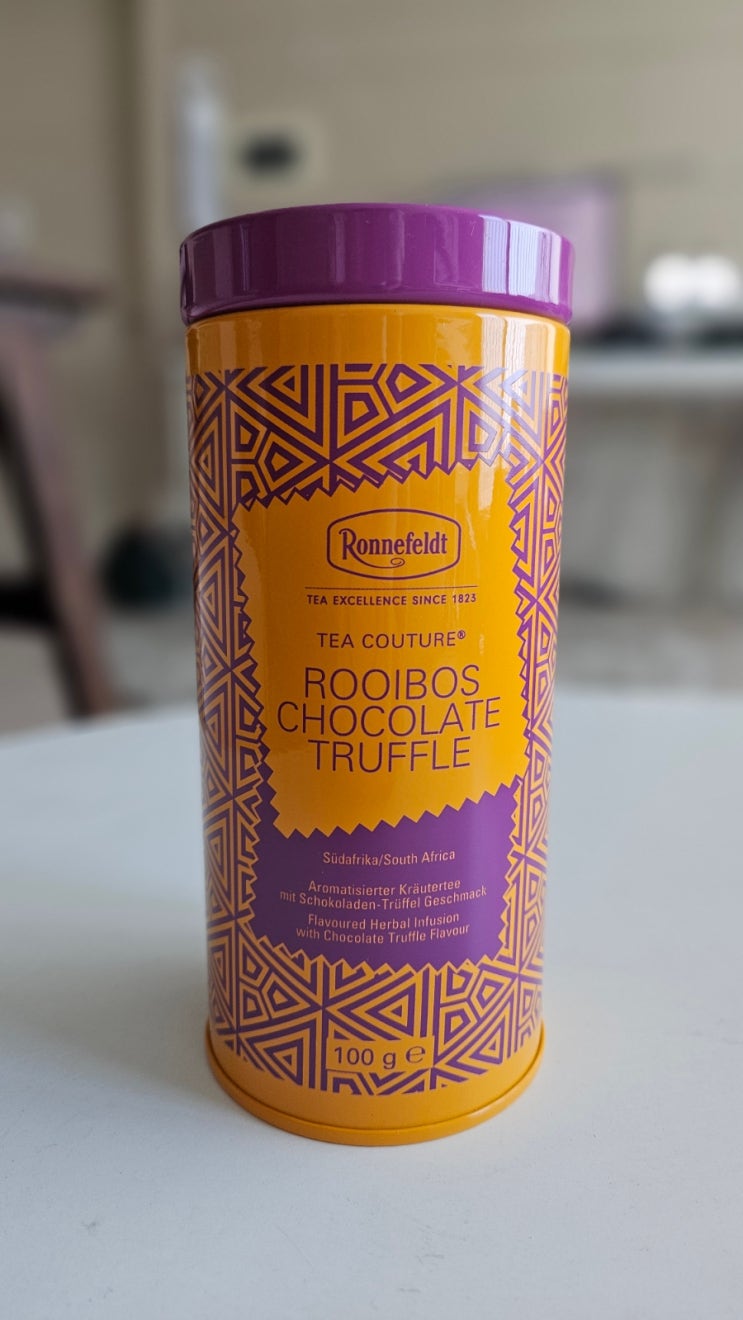 Ronnefeldt
TEA EXCELLENCE SINCE 1823
TEA COUTURE®
ROOIBOS
CHOCOLATE
TRUFFLE
Südafrika/South Africa
Aromatisierter Kräutertee
mit Schokoladen-Trüffel Geschmack
Flavoured Herbal Infusion
with Chocolate Truffle Flavour
100 g ℮